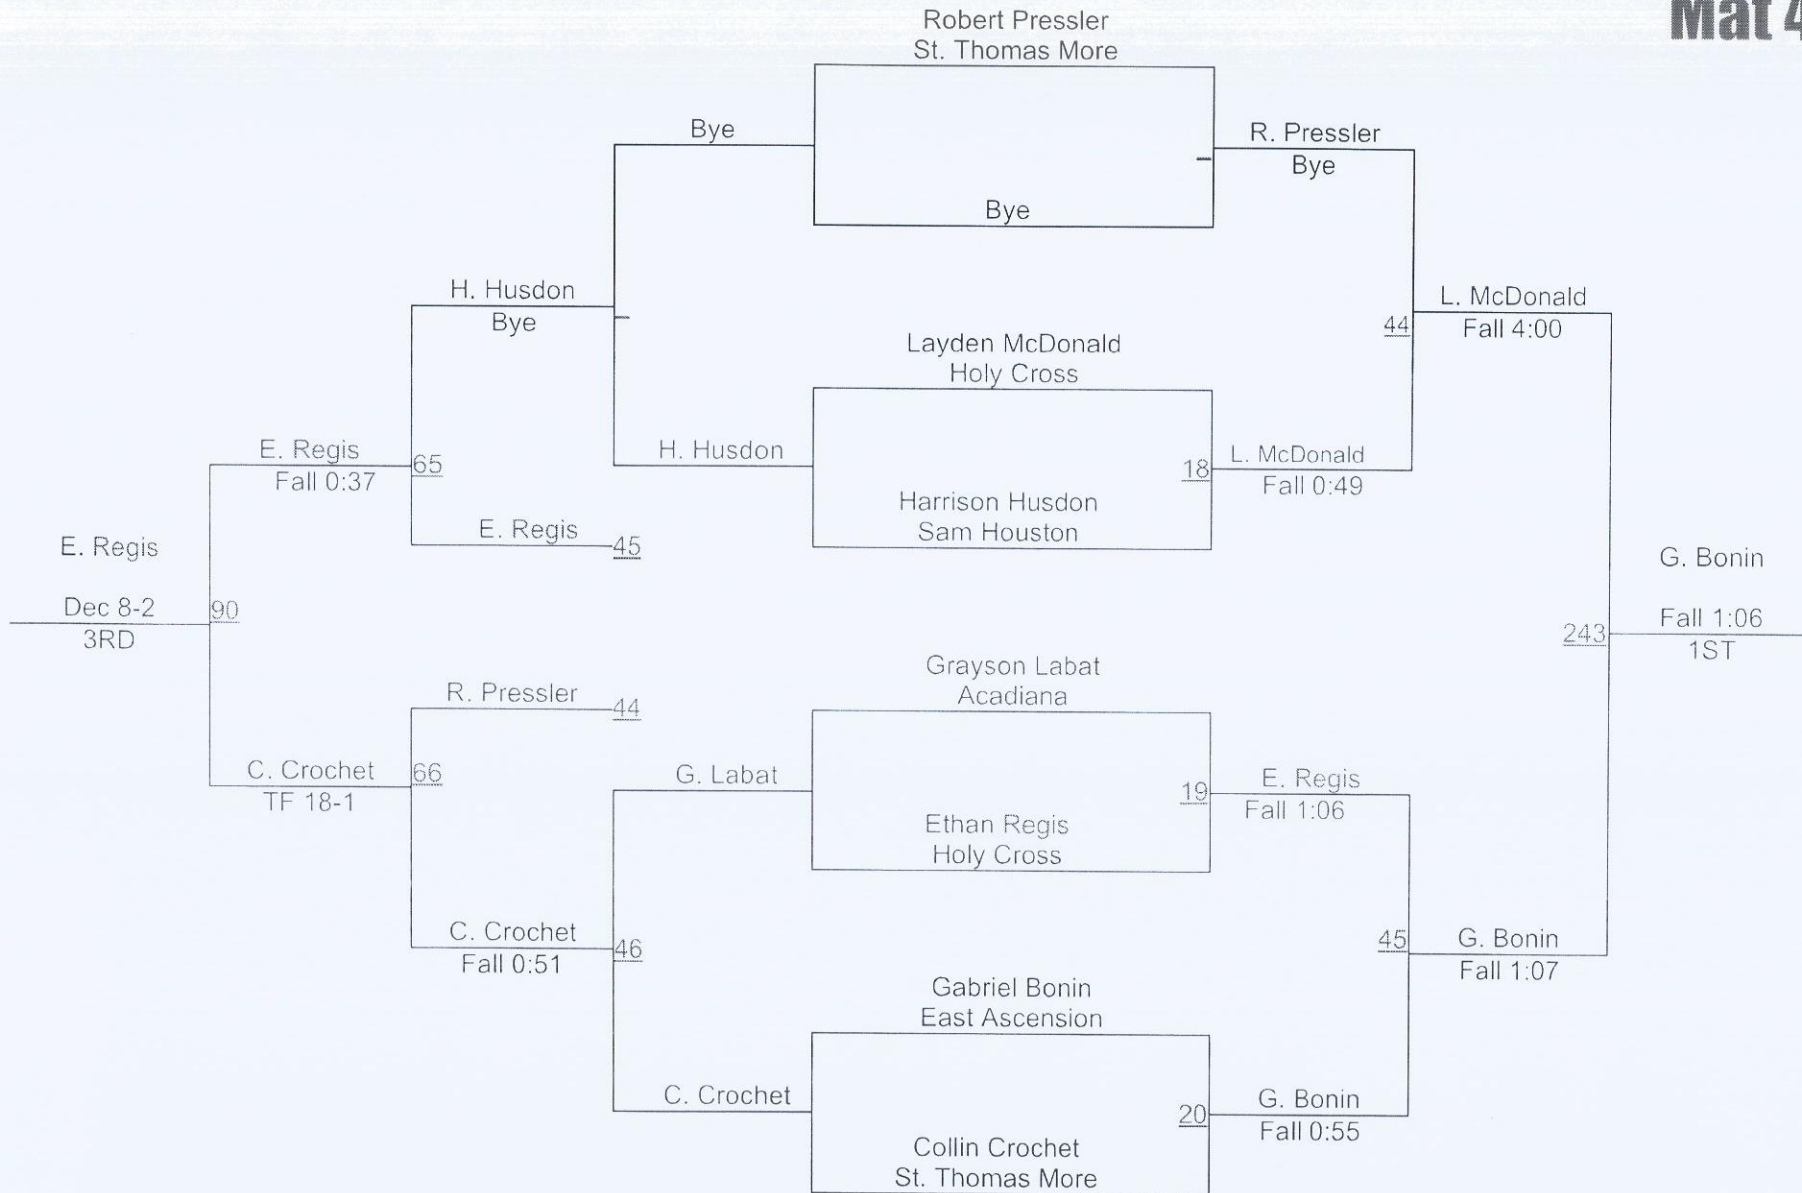 Mat 4
Robert Pressler
St. Thomas More
Bye
R. Pressler
Bye
Bye
H. Husdon
Bye
L. McDonald
Fall 4:00
44
Layden McDonald
Holy Cross
E. Regis
Fall 0:37
65
H. Husdon
18
L. McDonald
Fall 0:49
Harrison Husdon
Sam Houston
E. Regis
45
E. Regis
Dec 8-2
3RD
90
G. Bonin
Fall 1:06
1ST
243
Grayson Labat
Acadiana
R. Pressler
44
C. Crochet
TF 18-1
66
G. Labat
19
E. Regis
Fall 1:06
Ethan Regis
Holy Cross
C. Crochet
Fall 0:51
46
45
G. Bonin
Fall 1:07
Gabriel Bonin
East Ascension
C. Crochet
20
G. Bonin
Fall 0:55
Collin Crochet
St. Thomas More